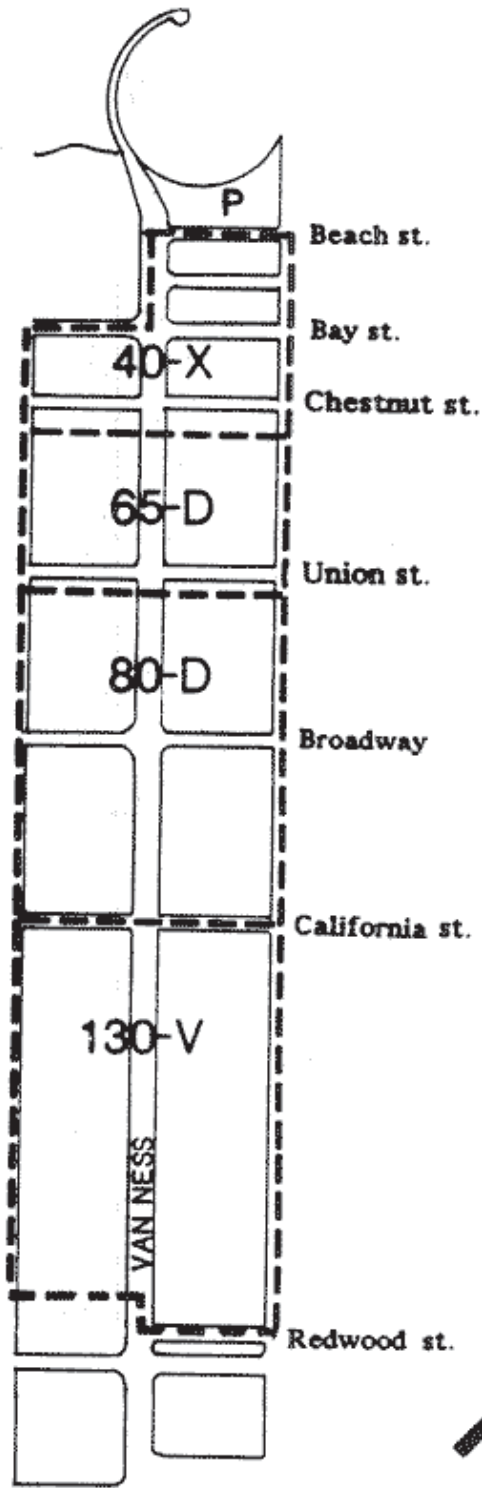 P
Beach st.
Bay st.
40-X
Chestnut st.
65-D
Union st.
80-D
Broadway
California st.
130-V
VAN NESS
Redwood st.